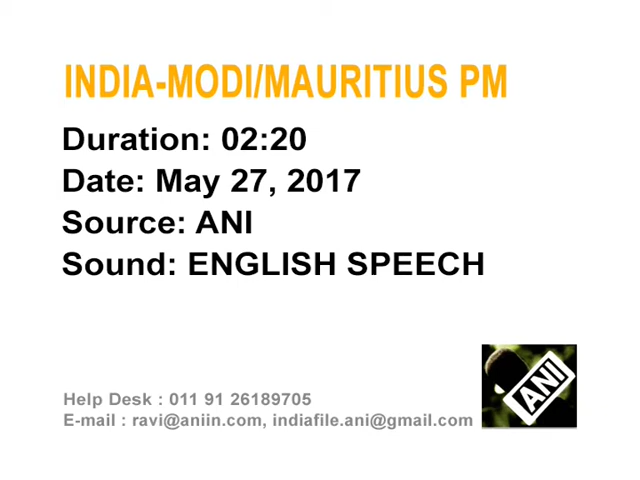 INDIA-MODI/MAURITIUS PM
Duration: 02:20
Date: May 27, 2017
Source: ANI
Sound: ENGLISH SPEECH
Help Desk : 011 91 26189705
E-mail : ravi@aniin.com, indiafile.ani@gmail.com
ANI